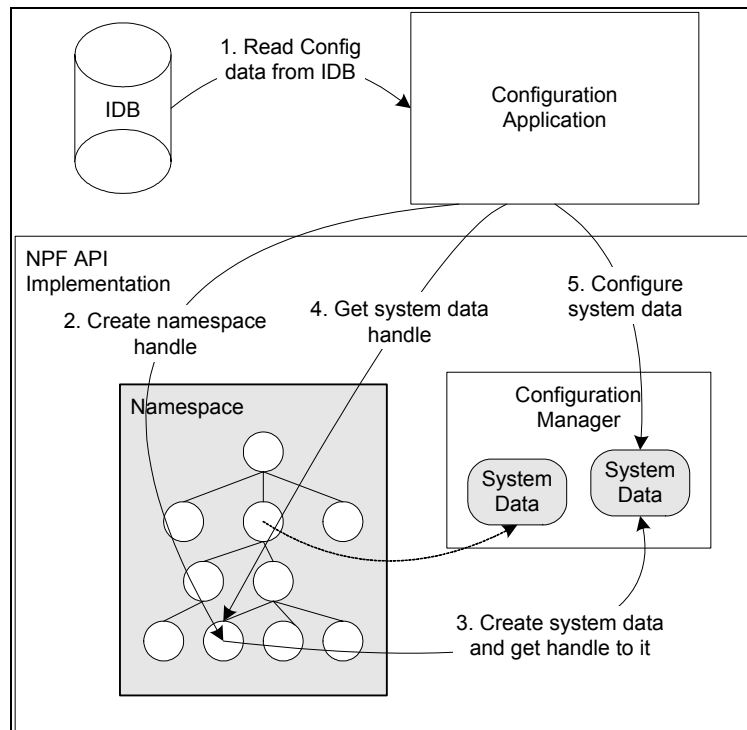 1. Read Config
data from IDB
IDB
Configuration
Application
NPF API
Implementation
2. Create namespace
handle
4. Get system data
handle
5. Configure
system data
Namespace
Configuration
Manager
System
Data
System
Data
3. Create system data
and get handle to it